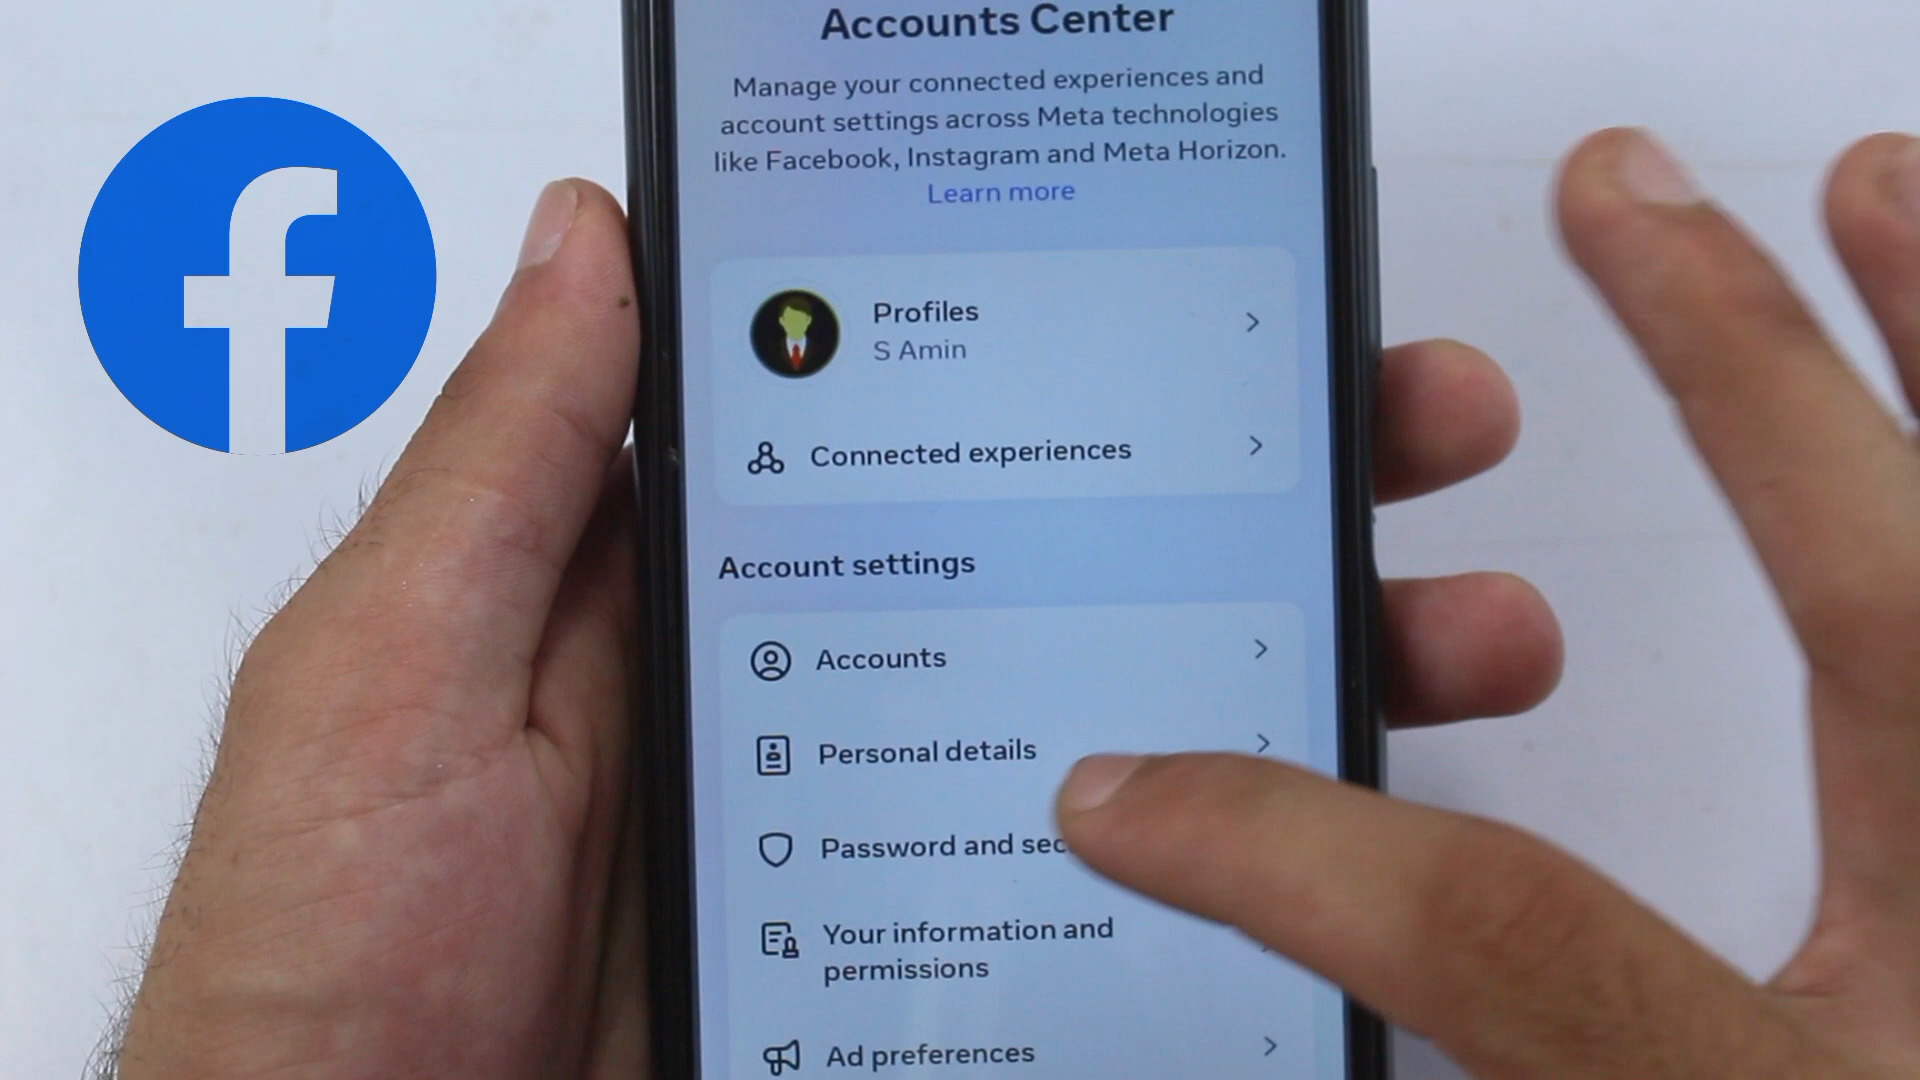 Accounts Center
Manage your connected experiences and
account settings across Meta technologies
like Facebook, Instagram and Meta Horizon.
Learn more
Profiles
S Amin
Connected experiences
Account settings
Accounts
Personal details
Password and sec
Your information and
permissions
Ad preferences